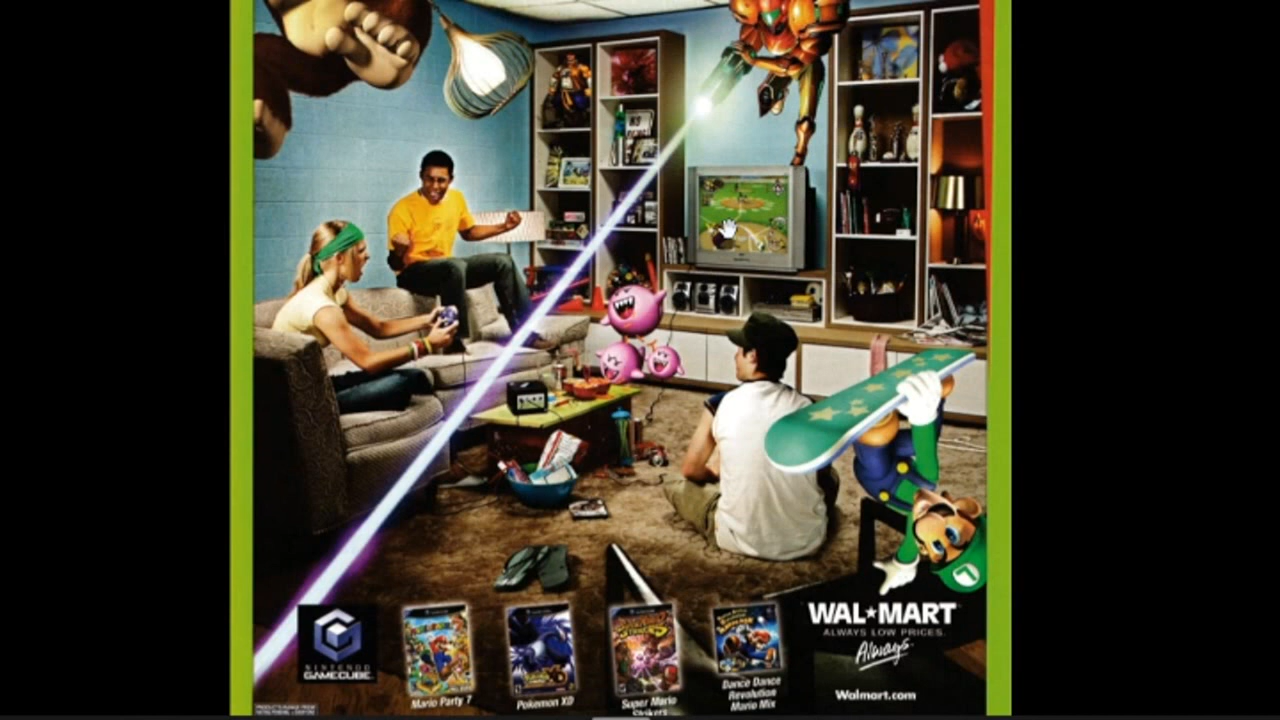 WAL★MART
ALWAYS LOW PRICES.
Always.
NINTENDO
GAMECUBE
Mario Party 7
Pokemon XD
Super Mario
Strikers
Dance Dance
Revolution
Mario Mix
Walmart.com